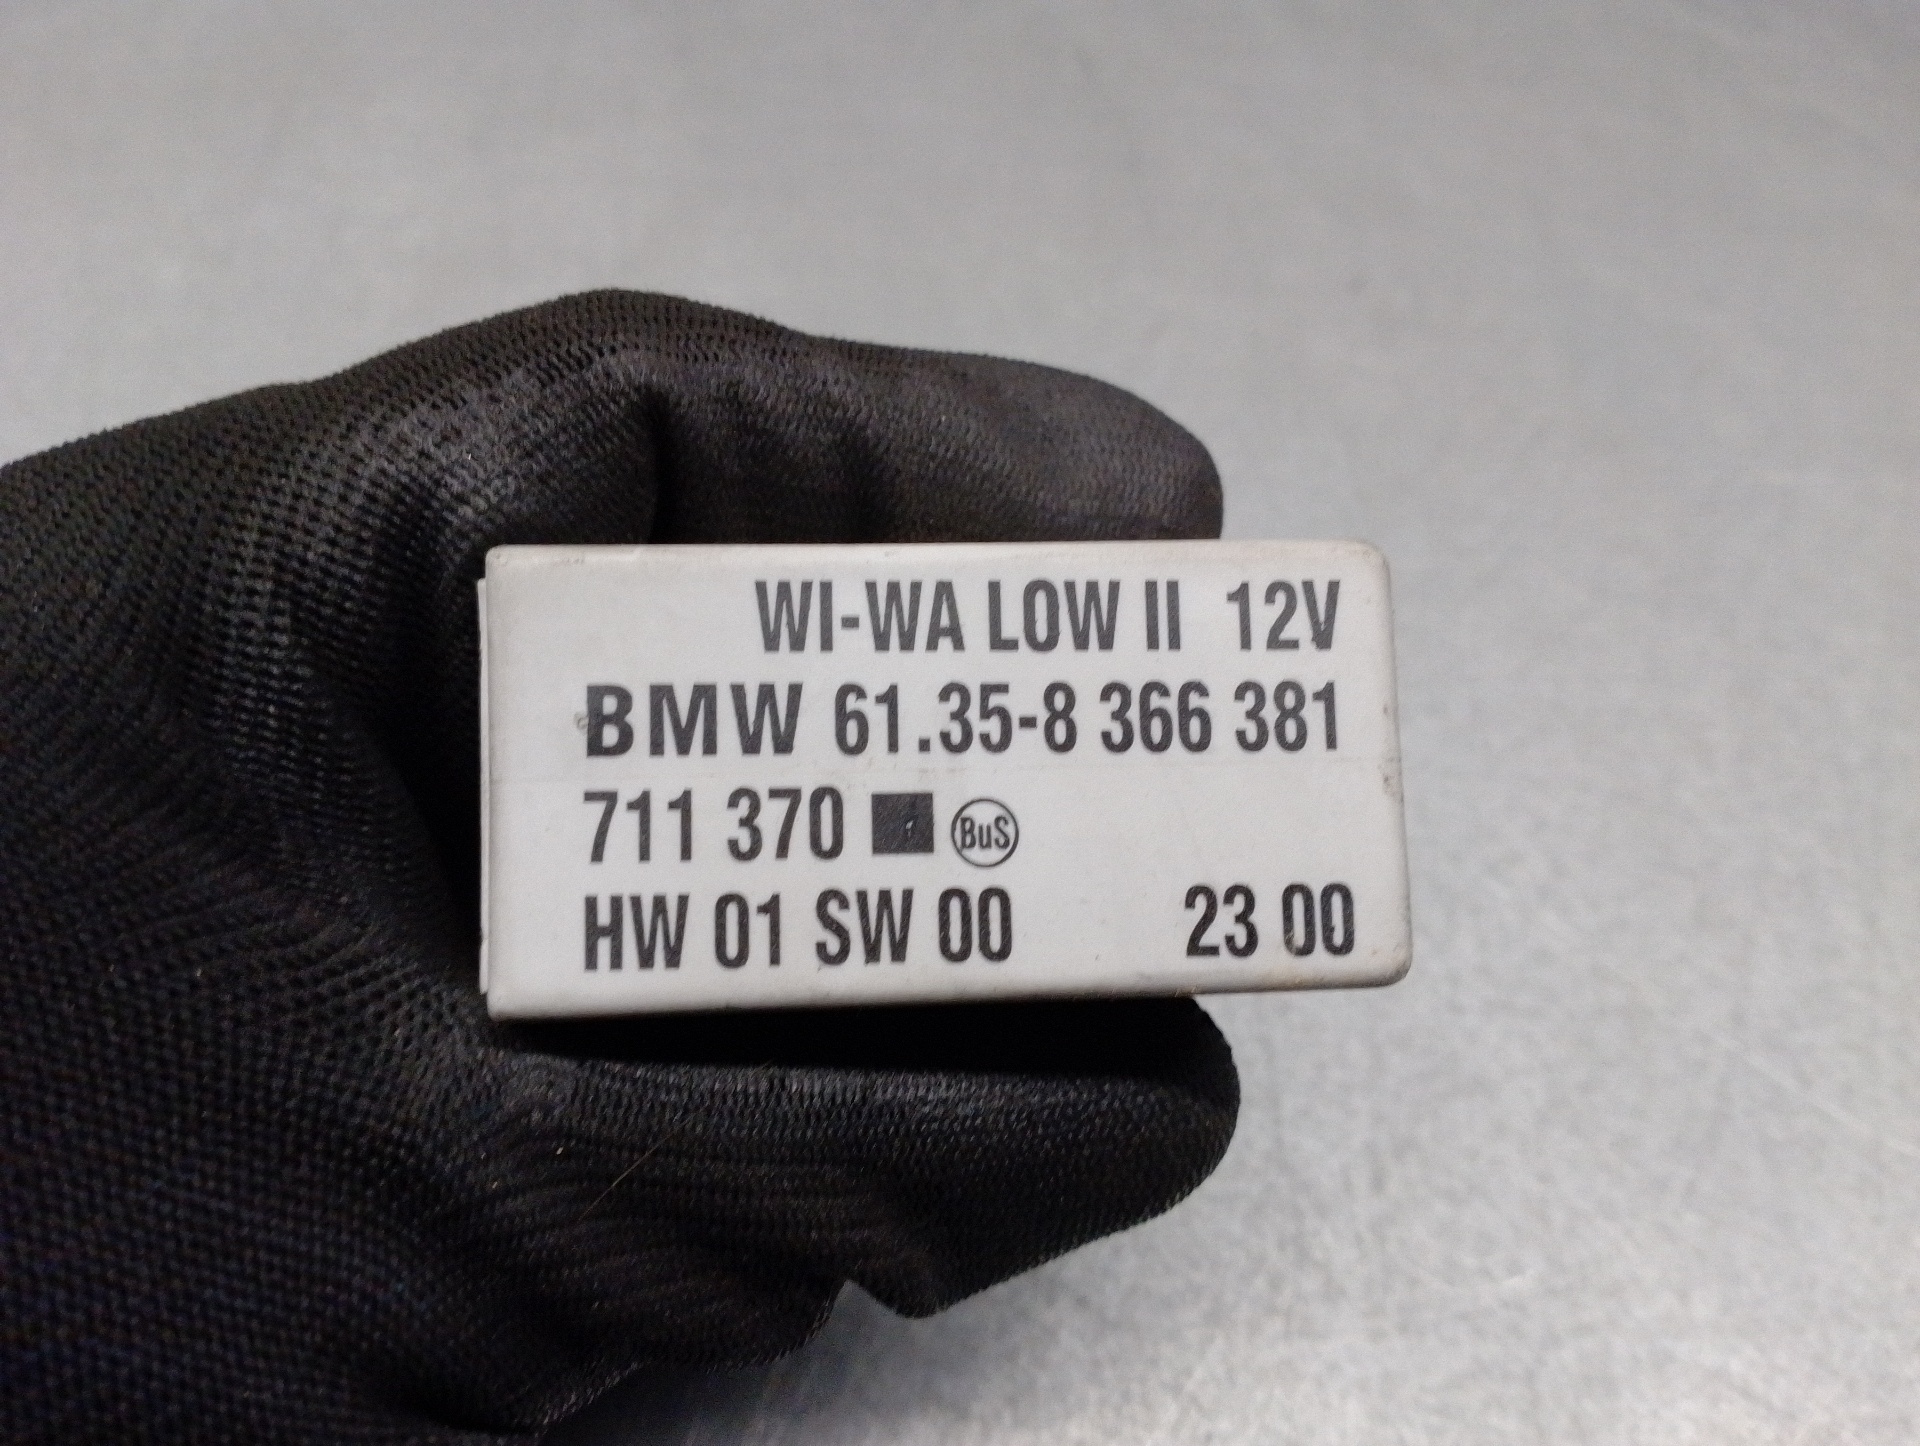 WI-WA LOW II 12V
BMW 61.35-8 366 381
711 370 BuS
HW 01 SW 00 23 00